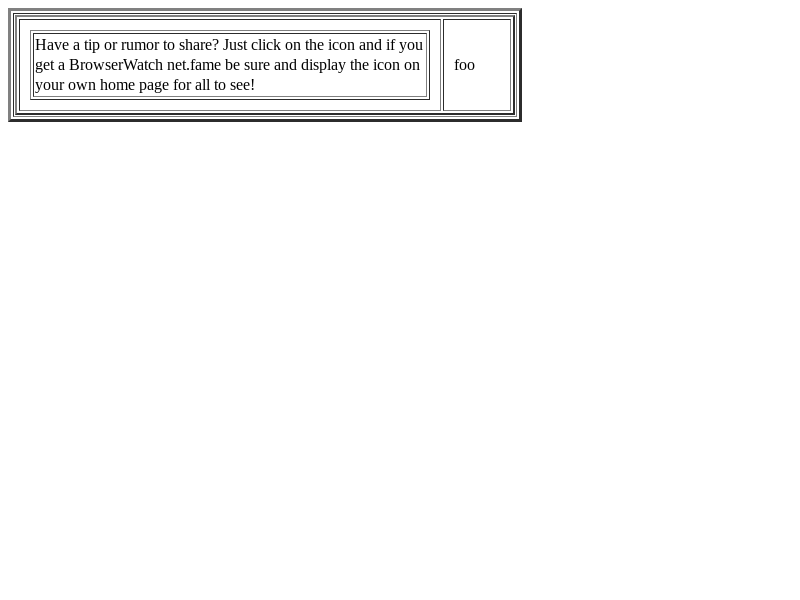 Have a tip or rumor to share? Just click on the icon and if you
get a BrowserWatch net.fame be sure and display the icon on
your own home page for all to see!
foo